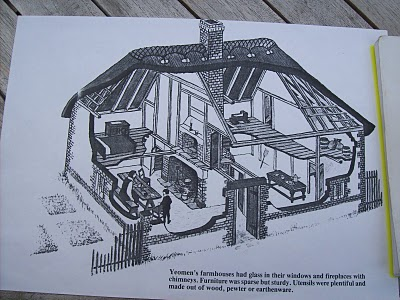 Yeomen's farmhouses had glass in their windows and fireplaces with
chimneys. Furniture was sparse but sturdy. Utensils were plentiful and
made out of wood, pewter or earthenware.